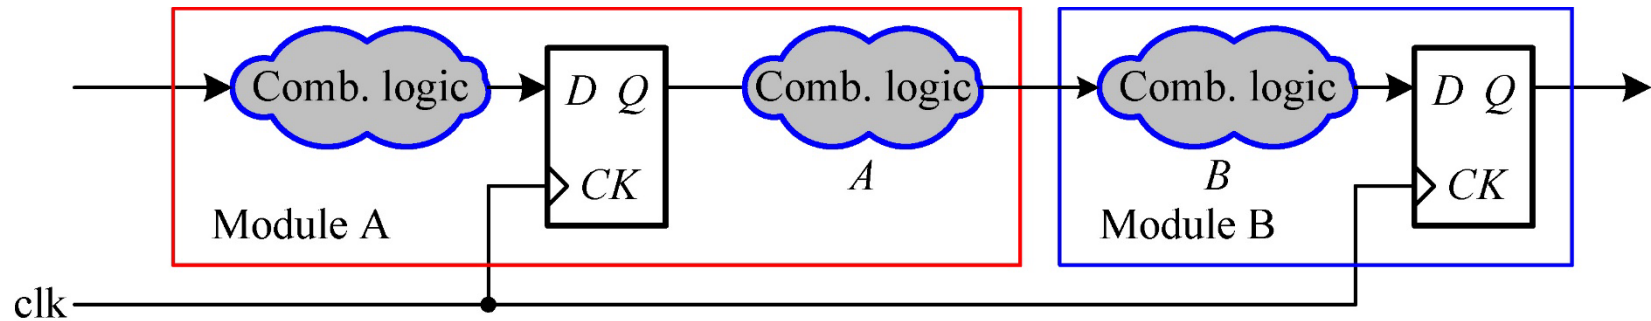 Comb. logic
D Q
CK
Comb. logic
A
Module A
Comb. logic
B
D Q
CK
Module B
clk